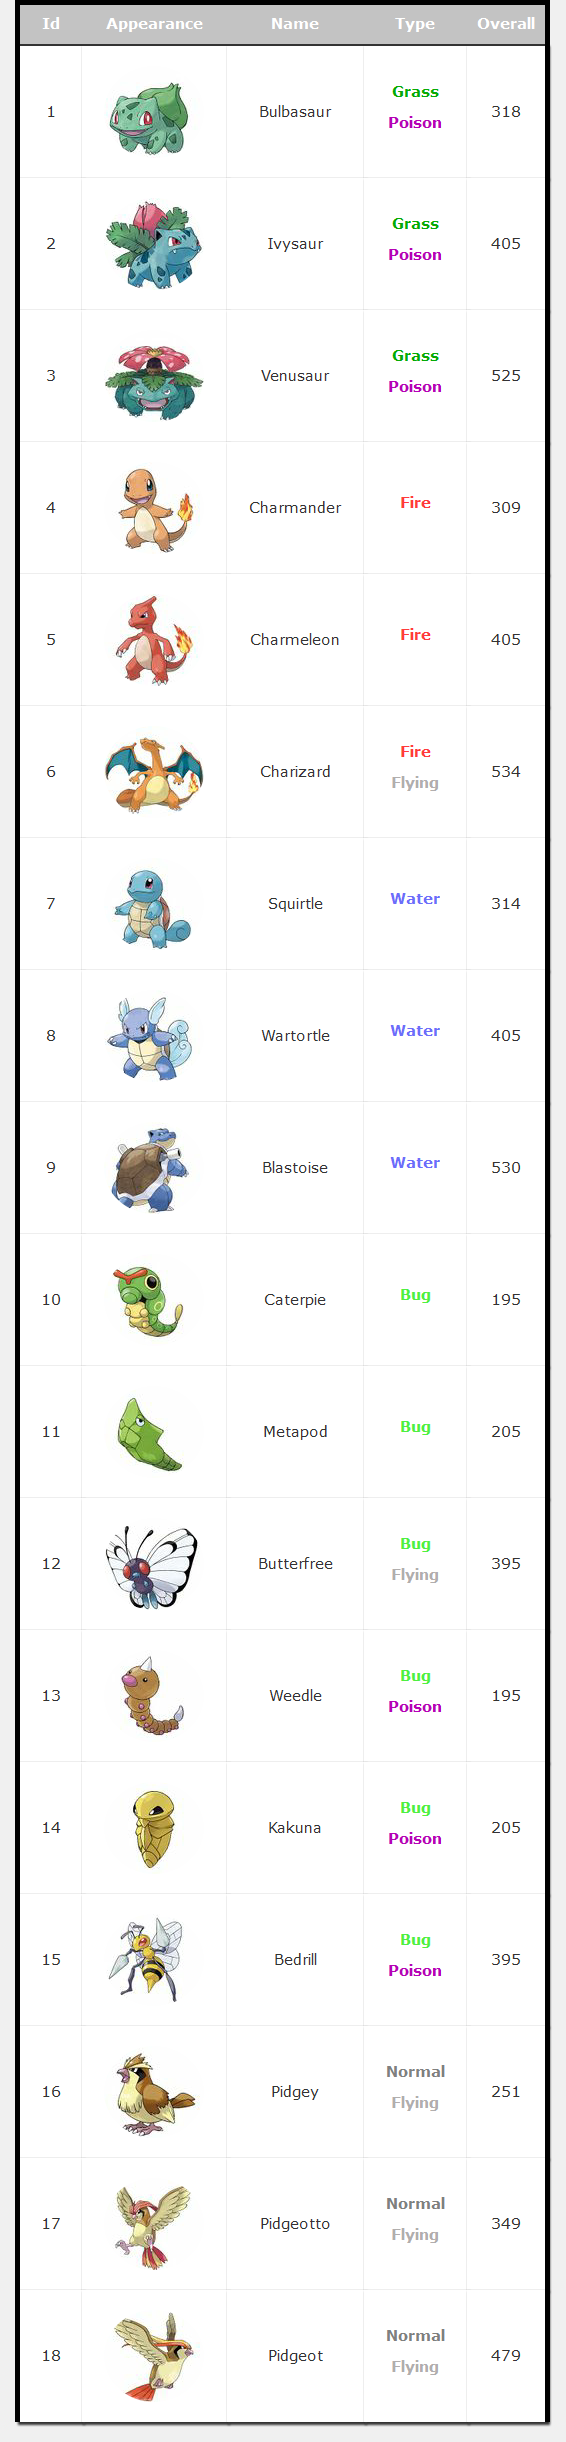 Id Appearance Name Type Overall
1 Bulbasaur Grass Poison 318
2 Ivysaur Grass Poison 405
3 Venusaur Grass Poison 525
4 Charmander Fire 309
5 Charmeleon Fire 405
6 Charizard Fire Flying 534
7 Squirtle Water 314
8 Wartortle Water 405
9 Blastoise Water 530
10 Caterpie Bug 195
11 Metapod Bug 205
12 Butterfree Bug Flying 395
13 Weedle Bug Poison 195
14 Kakuna Bug Poison 205
15 Bedrill Bug Poison 395
16 Pidgey Normal Flying 251
17 Pidgeotto Normal Flying 349
18 Pidgeot Normal Flying 479